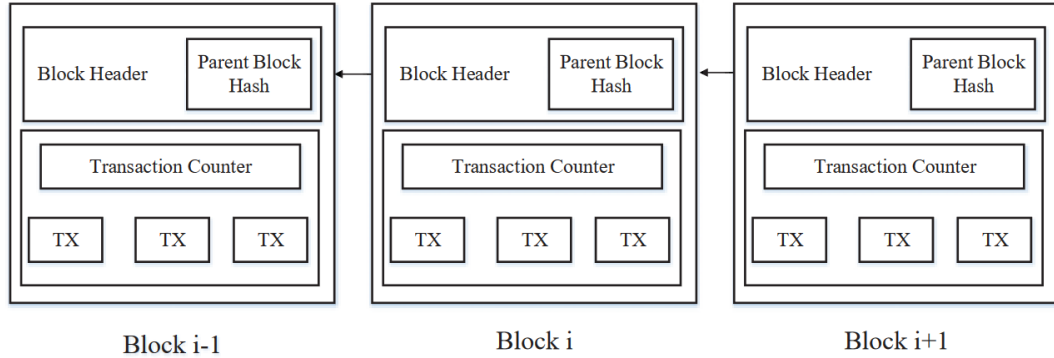 Block Header
Parent Block
Hash
Transaction Counter
TX TX TX
Block i-1
Block Header
Parent Block
Hash
Transaction Counter
TX TX TX
Block i
Block Header
Parent Block
Hash
Transaction Counter
TX TX TX
Block i+1